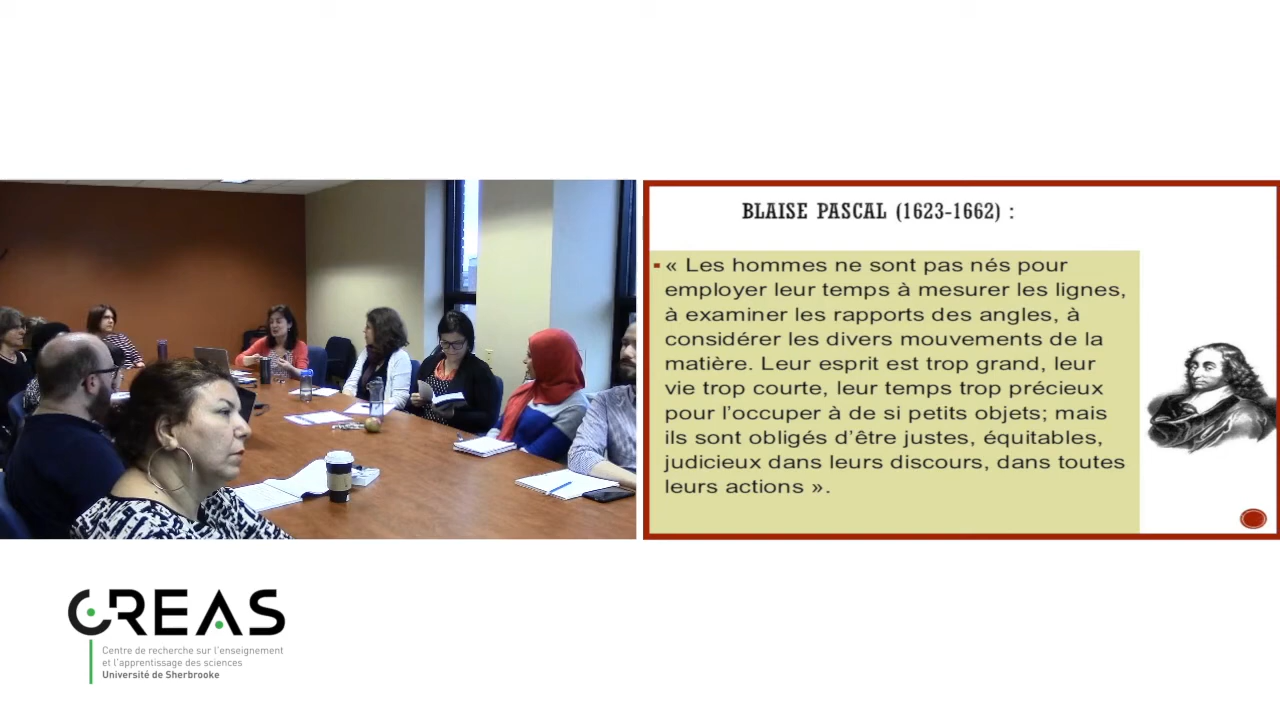 BLAISE PASCAL (1623-1662) :
« Les hommes ne sont pas nés pour
employer leur temps à mesurer les lignes,
à examiner les rapports des angles, à
considérer les divers mouvements de la
matière. Leur esprit est trop grand, leur
vie trop courte, leur temps trop précieux
pour l'occuper à de si petits objets; mais
ils sont obligés d'être justes, équitables,
judicieux dans leurs discours, dans toutes
leurs actions ».
CREAS
Centre de recherche sur l'enseignement
et l'apprentissage des sciences
Université de Sherbrooke